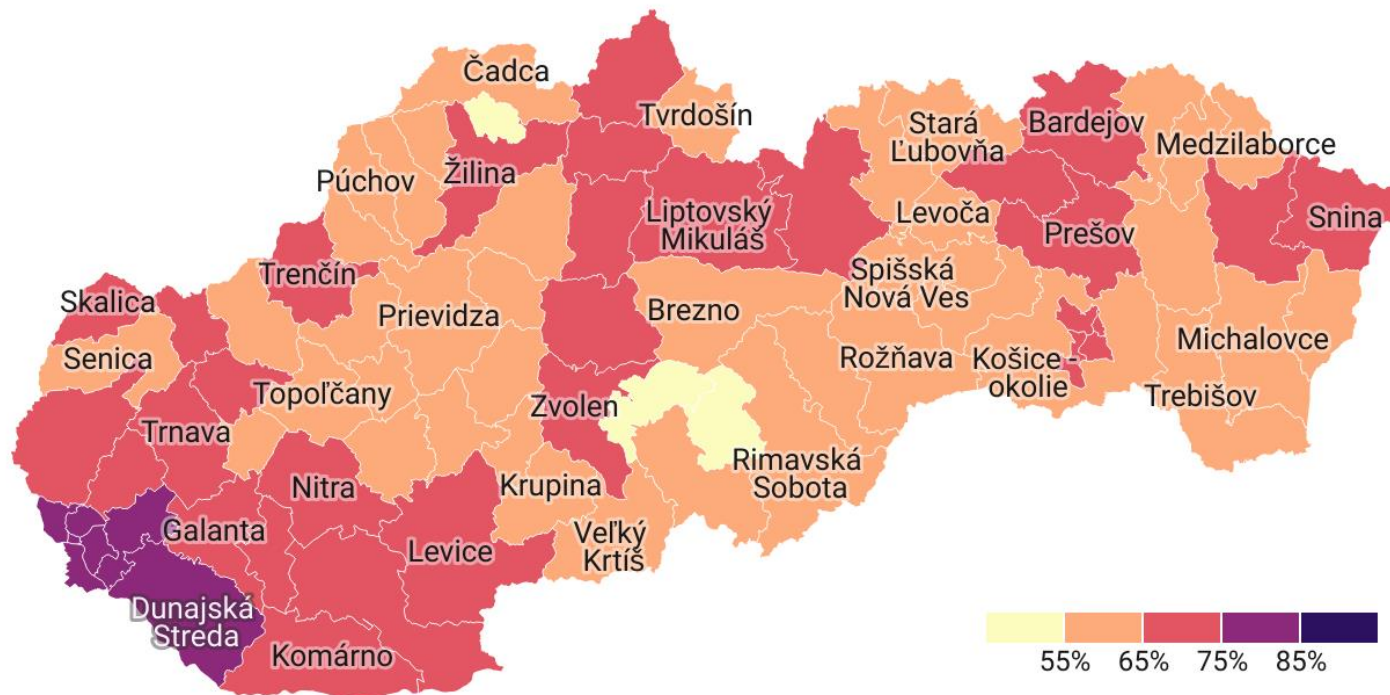 Čadca
Tvrdošín
Stará
Ľubovňa
Bardejov
Medzilaborce
Púchov
Žilina
Liptovský
Mikuláš
Levoča
Prešov
Snina
Trenčín
Skalica
Prievidza
Brezno
Spišská
Nová Ves
Senica
Topoľčany
Rožňava
Košice -
okolie
Michalovce
Trebišov
Zvolen
Trnava
Nitra
Krupina
Rimavská
Sobota
Galanta
Levice
Veľký
Krtíš
Dunajská
Streda
Komárno
55% 65% 75% 85%